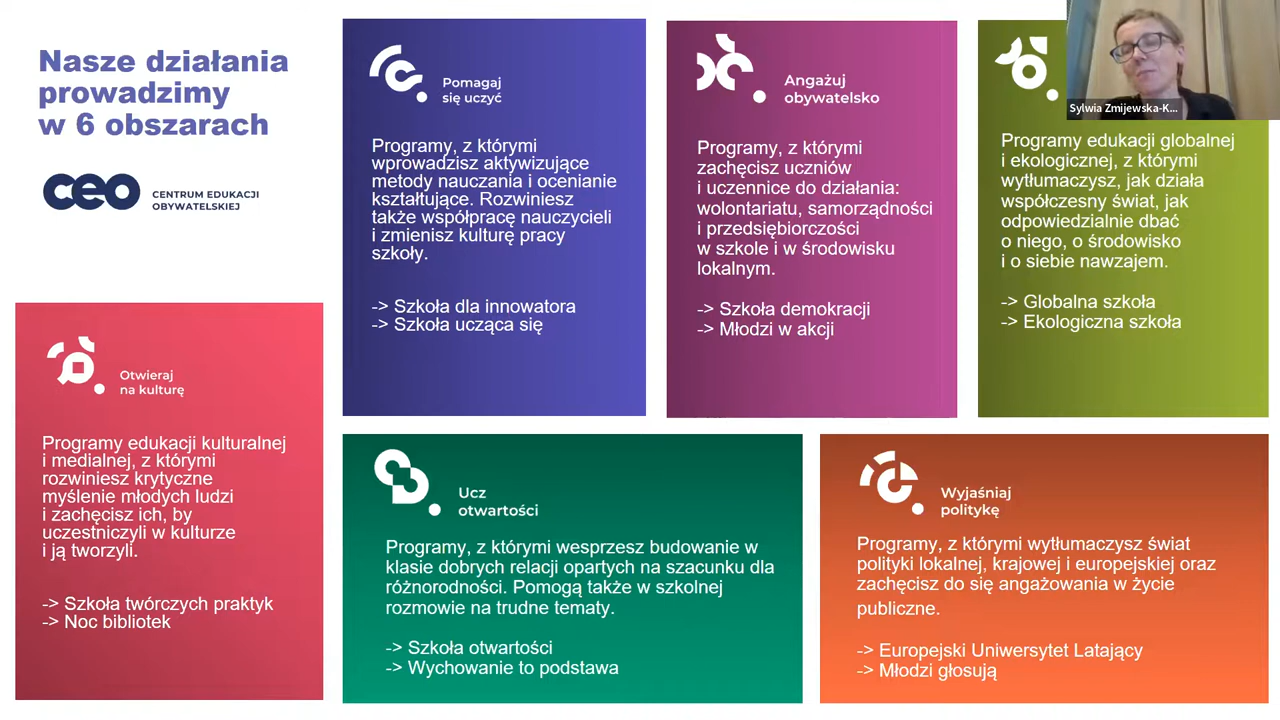 Nasze działania
prowadzimy
w 6 obszarach
ceo
CENTRUM EDUKACJI
OBYWATELSKIEJ
Pomagaj
się uczyć
Programy, z którymi
wprowadzisz aktywizujące
metody nauczania i ocenianie
kształtujące. Rozwiniesz
także współpracę nauczycieli
i zmienisz kulturę pracy
szkoły.
-> Szkoła dla innowatora
-> Szkoła ucząca się
Angażuj
obywatelsko
Programy, z którymi
zachęcisz uczniów
i uczennice do działania:
wolontariatu, samorządności
i przedsiębiorczości
w szkole i w środowisku
lokalnym.
-> Szkoła demokracji
-> Młodzi w akcji
Sylwia Zmijewska-K...
Programy edukacji globalnej
i ekologicznej, z którymi
wytłumaczysz, jak działa
współczesny świat, jak
odpowiedzialnie dbać
o niego, o środowisko
i o siebie nawzajem.
-> Globalna szkoła
-> Ekologiczna szkoła
Otwieraj
na kulturę
Programy edukacji kulturalnej
i medialnej, z którymi
rozwiniesz krytyczne
myślenie młodych ludzi
i zachęcisz ich, by
uczestniczyli w kulturze
i ją tworzyli.
-> Szkoła twórczych praktyk
-> Noc bibliotek
Ucz
otwartości
Programy, z którymi wesprzesz budowanie w
klasie dobrych relacji opartych na szacunku dla
różnorodności. Pomogą także w szkolnej
rozmowie na trudne tematy.
-> Szkoła otwartości
-> Wychowanie to podstawa
Wyjaśniaj
politykę
Programy, z którymi wytłumaczysz świat
polityki lokalnej, krajowej i europejskiej oraz
zachęcisz do się angażowania w życie
publiczne.
-> Europejski Uniwersytet Latający
-> Młodzi głosują